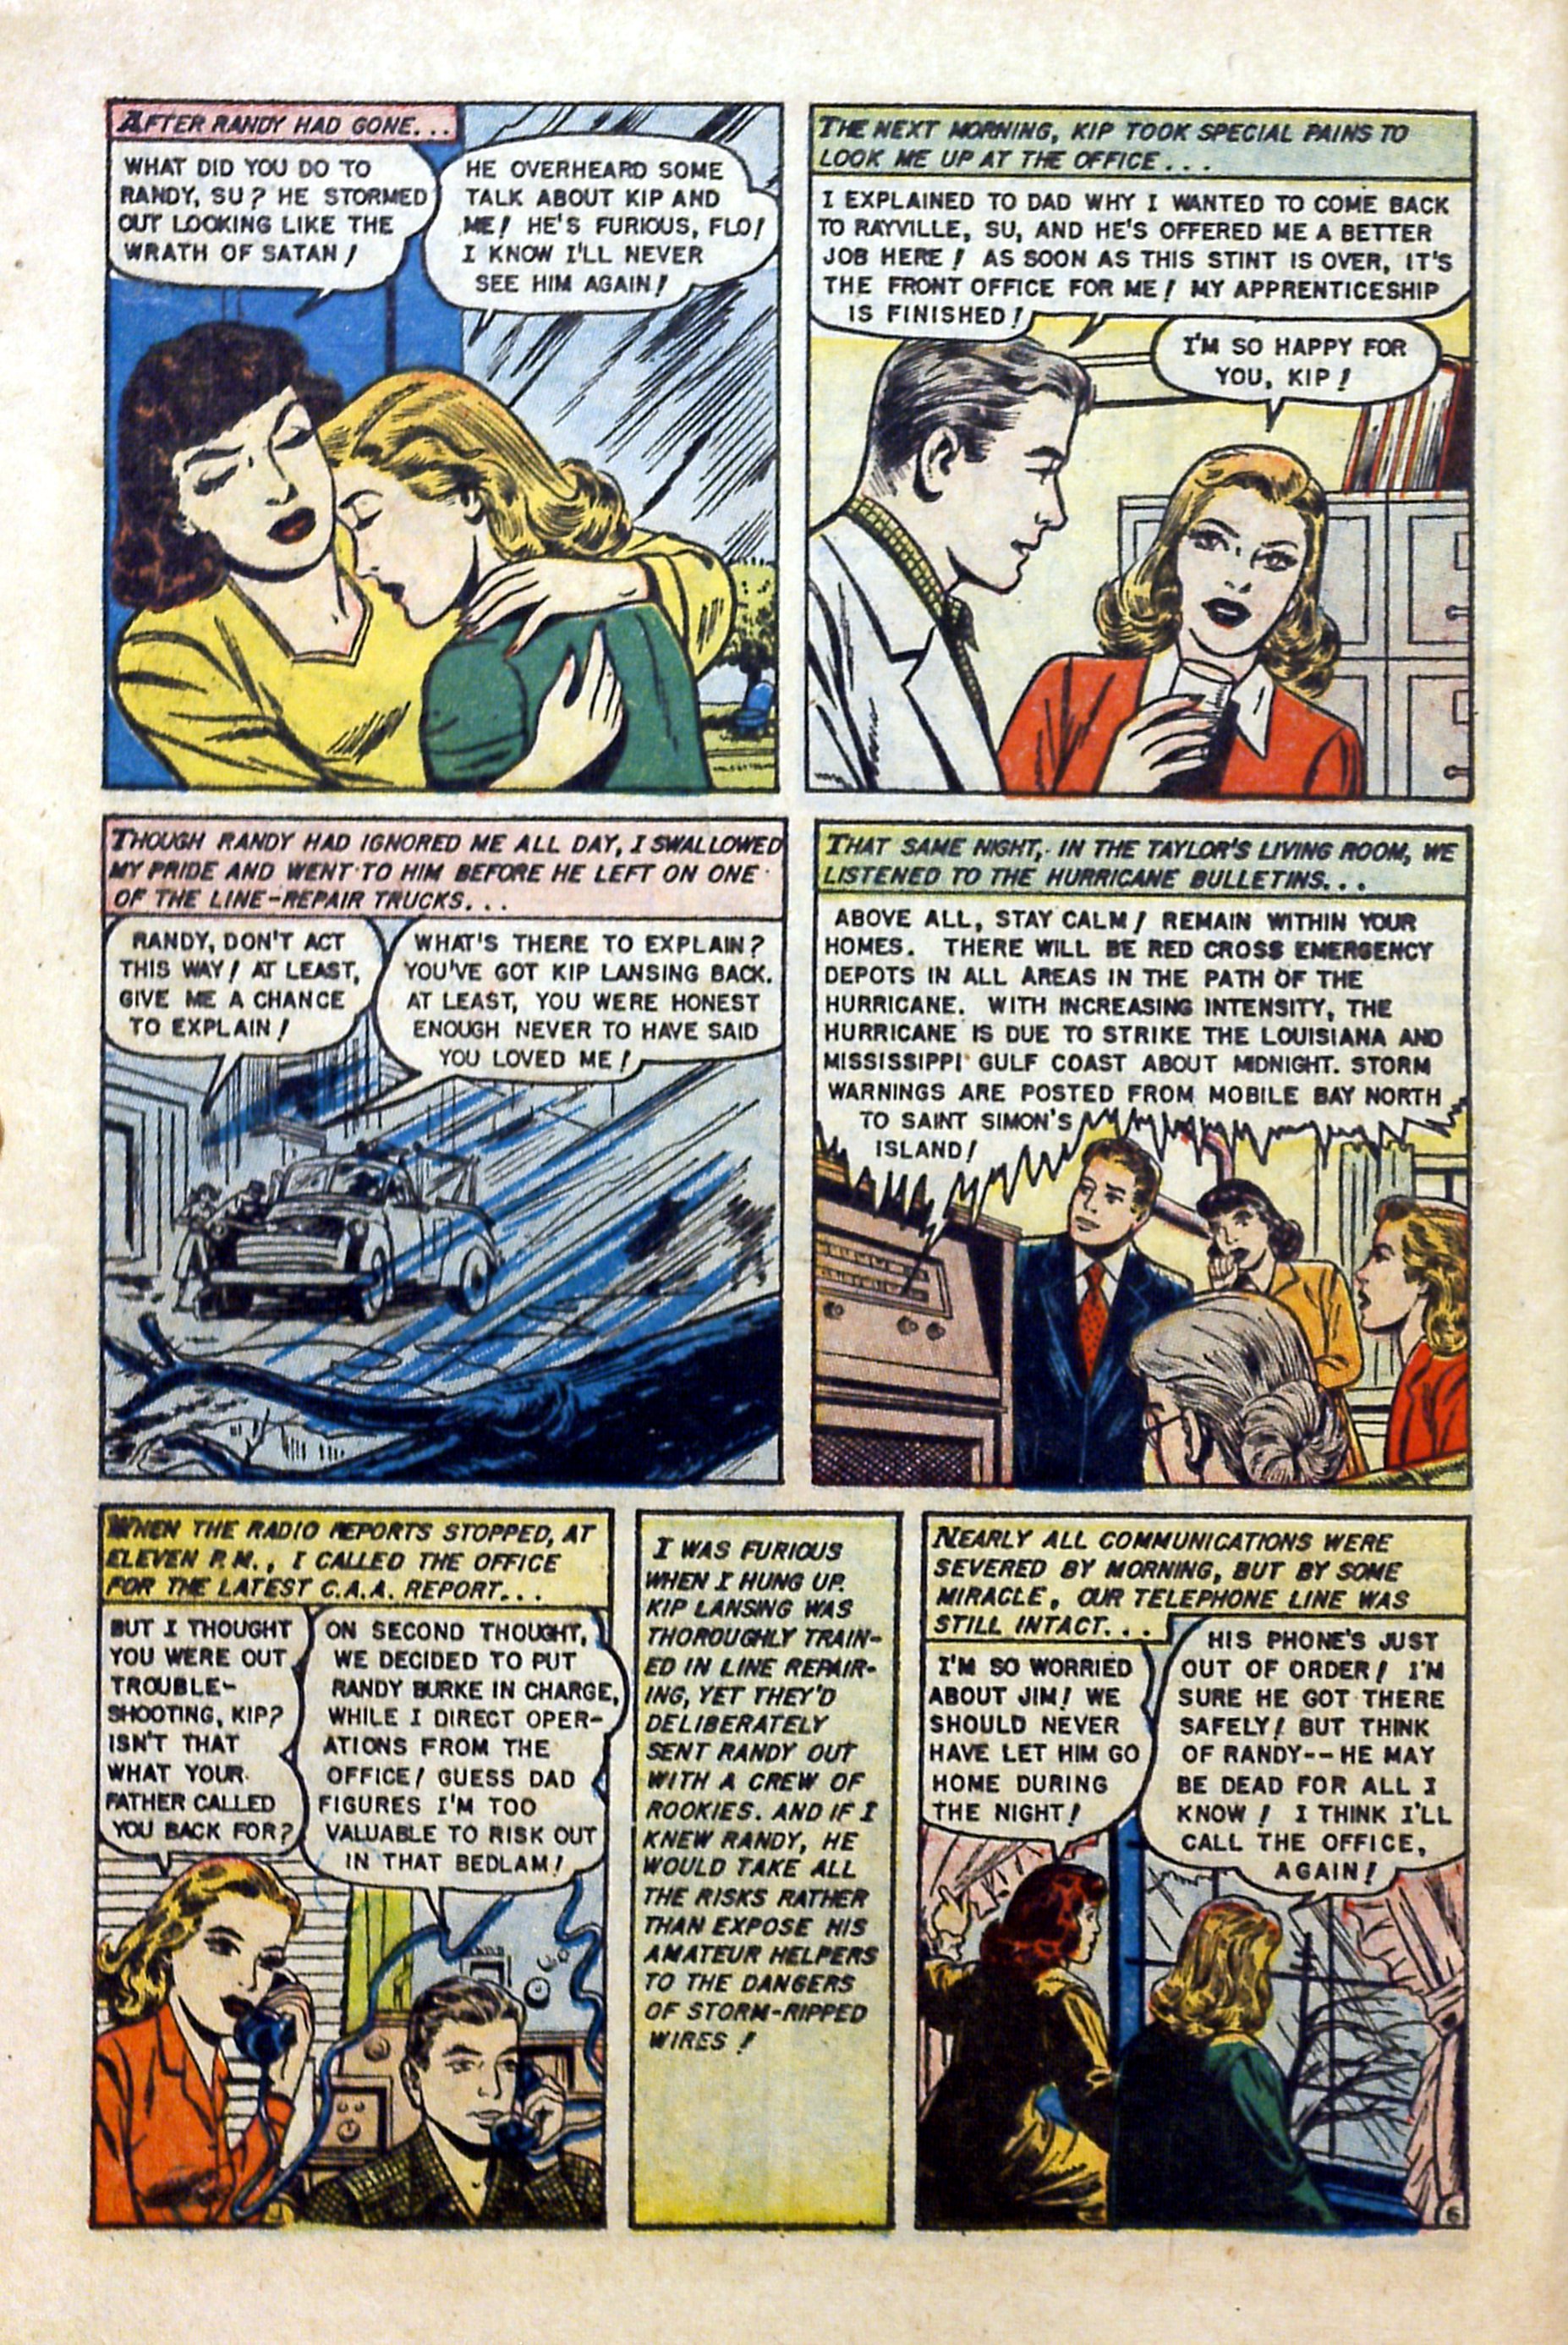 AFTER RANDY HAD GONE...
WHAT DID YOU DO TO
RANDY, SU? HE STORMED
OUT LOOKING LIKE THE
WRATH OF SATAN!
HE OVERHEARD SOME
TALK ABOUT KIP AND
ME! HE'S FURIOUS, FLO!
I KNOW I'LL NEVER
SEE HIM AGAIN!
THE NEXT MORNING, KIP TOOK SPECIAL PAINS TO
LOOK ME UP AT THE OFFICE...
I EXPLAINED TO DAD WHY I WANTED TO COME BACK
TO RAYVILLE, SU, AND HE'S OFFERED ME A BETTER
JOB HERE! AS SOON AS THIS STINT IS OVER, IT'S
THE FRONT OFFICE FOR ME! MY APPRENTICESHIP
IS FINISHED!
I'M SO HAPPY FOR
YOU, KIP!
THOUGH RANDY HAD IGNORED ME ALL DAY, I SWALLOWED
MY PRIDE AND WENT TO HIM BEFORE HE LEFT ON ONE
OF THE LINE-REPAIR TRUCKS...
RANDY, DON'T ACT
THIS WAY! AT LEAST,
GIVE ME A CHANCE
TO EXPLAIN!
WHAT'S THERE TO EXPLAIN?
YOU'VE GOT KIP LANSING BACK.
AT LEAST, YOU WERE HONEST
ENOUGH NEVER TO HAVE SAID
YOU LOVED ME!
THAT SAME NIGHT, IN THE TAYLOR'S LIVING ROOM, WE
LISTENED TO THE HURRICANE BULLETINS...
ABOVE ALL, STAY CALM! REMAIN WITHIN YOUR
HOMES. THERE WILL BE RED CROSS EMERGENCY
DEPOTS IN ALL AREAS IN THE PATH OF THE
HURRICANE. WITH INCREASING INTENSITY, THE
HURRICANE IS DUE TO STRIKE THE LOUISIANA AND
MISSISSIPPI GULF COAST ABOUT MIDNIGHT. STORM
WARNINGS ARE POSTED FROM MOBILE BAY NORTH
TO SAINT SIMON'S
ISLAND!
WHEN THE RADIO REPORTS STOPPED, AT
ELEVEN P.M., I CALLED THE OFFICE
FOR THE LATEST C.A.A. REPORT...
BUT I THOUGHT
YOU WERE OUT
TROUBLE-
SHOOTING, KIP?
ISN'T THAT
WHAT YOUR
FATHER CALLED
YOU BACK FOR?
ON SECOND THOUGHT,
WE DECIDED TO PUT
RANDY BURKE IN CHARGE,
WHILE I DIRECT OPER-
ATIONS FROM THE
OFFICE! GUESS DAD
FIGURES I'M TOO
VALUABLE TO RISK OUT
IN THAT BEDLAM!
I WAS FURIOUS
WHEN I HUNG UP.
KIP LANSING WAS
THOROUGHLY TRAIN-
ED IN LINE REPAIR-
ING, YET THEY'D
DELIBERATELY
SENT RANDY OUT
WITH A CREW OF
ROOKIES. AND IF I
KNEW RANDY, HE
WOULD TAKE ALL
THE RISKS RATHER
THAN EXPOSE HIS
AMATEUR HELPERS
TO THE DANGERS
OF STORM-RIPPED
WIRES!
NEARLY ALL COMMUNICATIONS WERE
SEVERED BY MORNING, BUT BY SOME
MIRACLE, OUR TELEPHONE LINE WAS
STILL INTACT...
I'M SO WORRIED
ABOUT JIM! WE
SHOULD NEVER
HAVE LET HIM GO
HOME DURING
THE NIGHT!
HIS PHONE'S JUST
OUT OF ORDER! I'M
SURE HE GOT THERE
SAFELY! BUT THINK
OF RANDY--HE MAY
BE DEAD FOR ALL I
KNOW! I THINK I'LL
CALL THE OFFICE,
AGAIN!
6